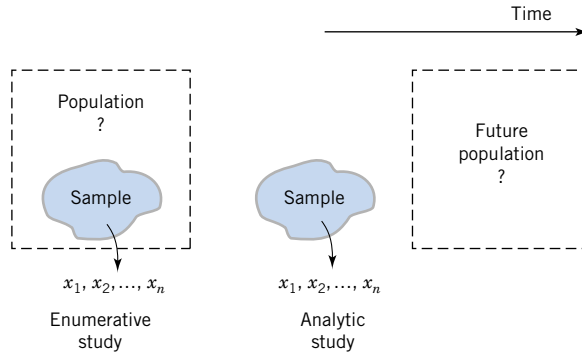 Time
Population
?
Sample
x₁, x₂,..., xₙ
Enumerative
study
Sample
x₁, x₂,..., xₙ
Analytic
study
Future
population
?